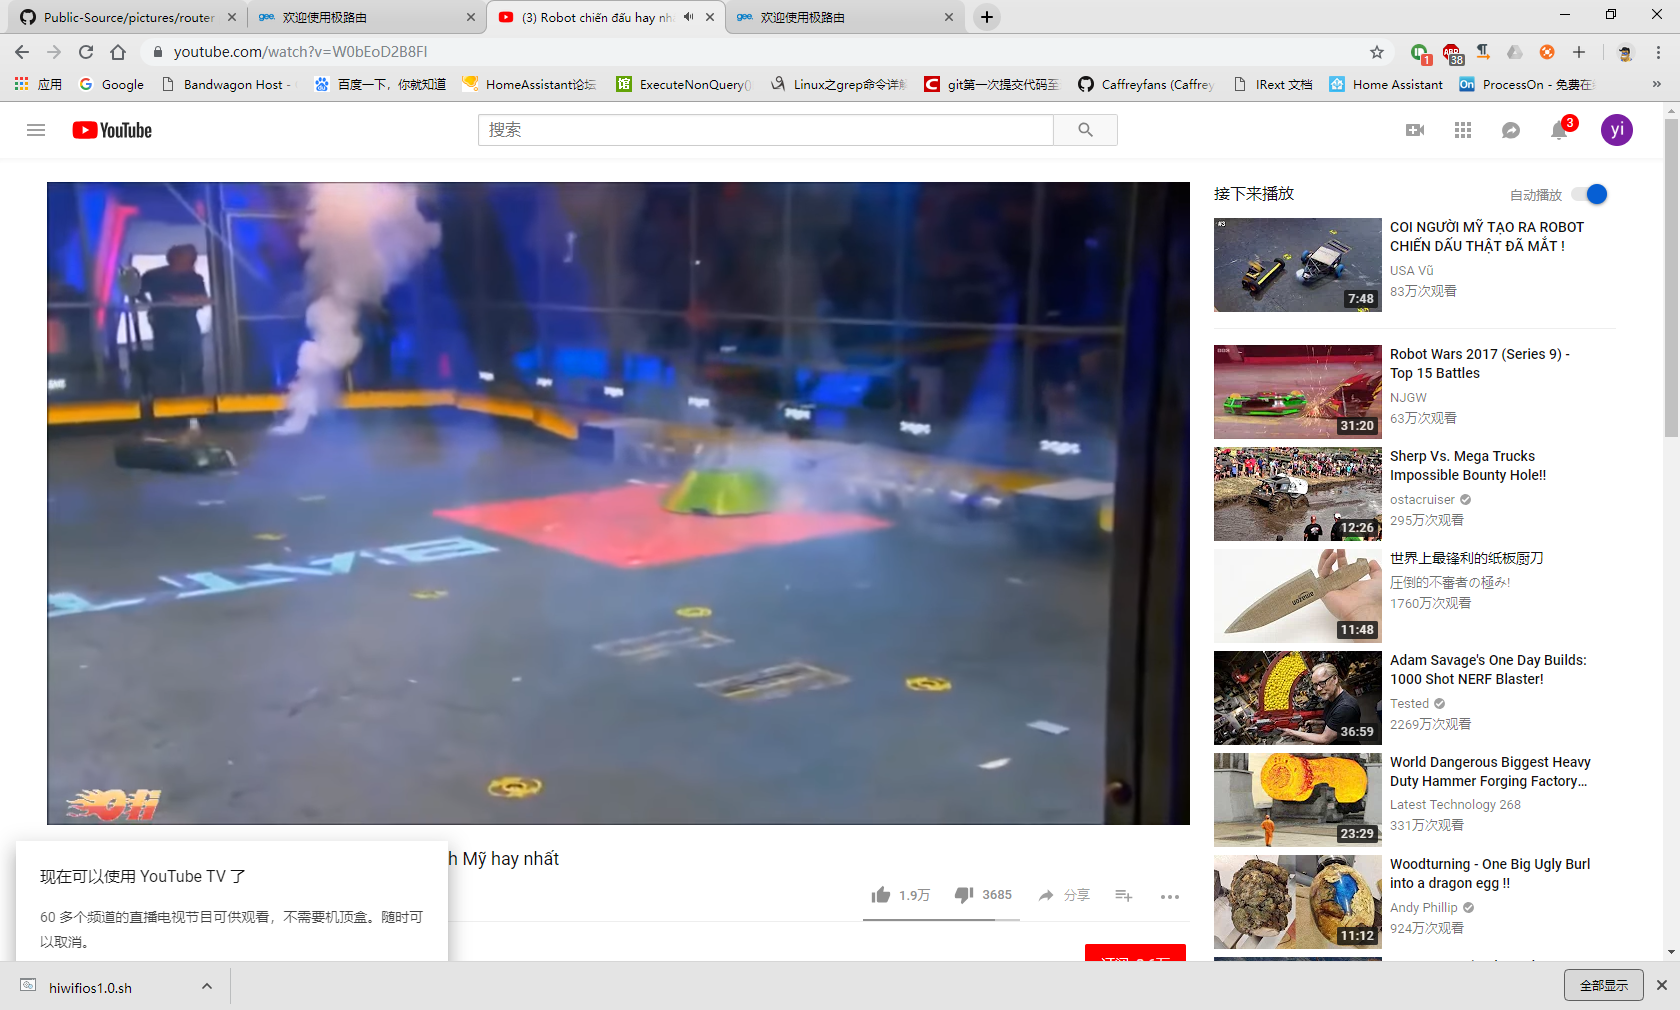 Public-Source/pictures/router
欢迎使用极路由
(3) Robot chiến đấu hay nhấ
欢迎使用极路由
youtube.com/watch?v=W0bEoD2B8FI
1
38
应用
Google
Bandwagon Host -
百度一下，你就知道
HomeAssistant论坛
ExecuteNonQuery()
Linux之grep命令详解
git第一次提交代码至
Caffreyfans (Caffrey
IRext 文档
Home Assistant
ProcessOn - 免费在线
YouTube
搜索
3
yi
接下来播放
自动播放
#3
7:48
COI NGƯỜI MỸ TẠO RA ROBOT
CHIẾN DẤU THẬT ĐÃ MẮT !
USA Vũ
83万次观看
31:20
Robot Wars 2017 (Series 9) -
Top 15 Battles
NJGW
63万次观看
12:26
Sherp Vs. Mega Trucks
Impossible Bounty Hole!!
ostacruiser
295万次观看
amazon
11:48
世界上最锋利的纸板厨刀
圧倒的不審者の極み!
1760万次观看
36:59
Adam Savage's One Day Builds:
1000 Shot NERF Blaster!
Tested
2269万次观看
23:29
World Dangerous Biggest Heavy
Duty Hammer Forging Factory...
Latest Technology 268
331万次观看
11:12
Woodturning - One Big Ugly Burl
into a dragon egg !!
Andy Phillip
924万次观看
h Mỹ hay nhất
1.9万
3685
分享
现在可以使用 YouTube TV 了
60 多个频道的直播电视节目可供观看，不需要机顶盒。随时可
以取消。
hiwifios1.0.sh
全部显示